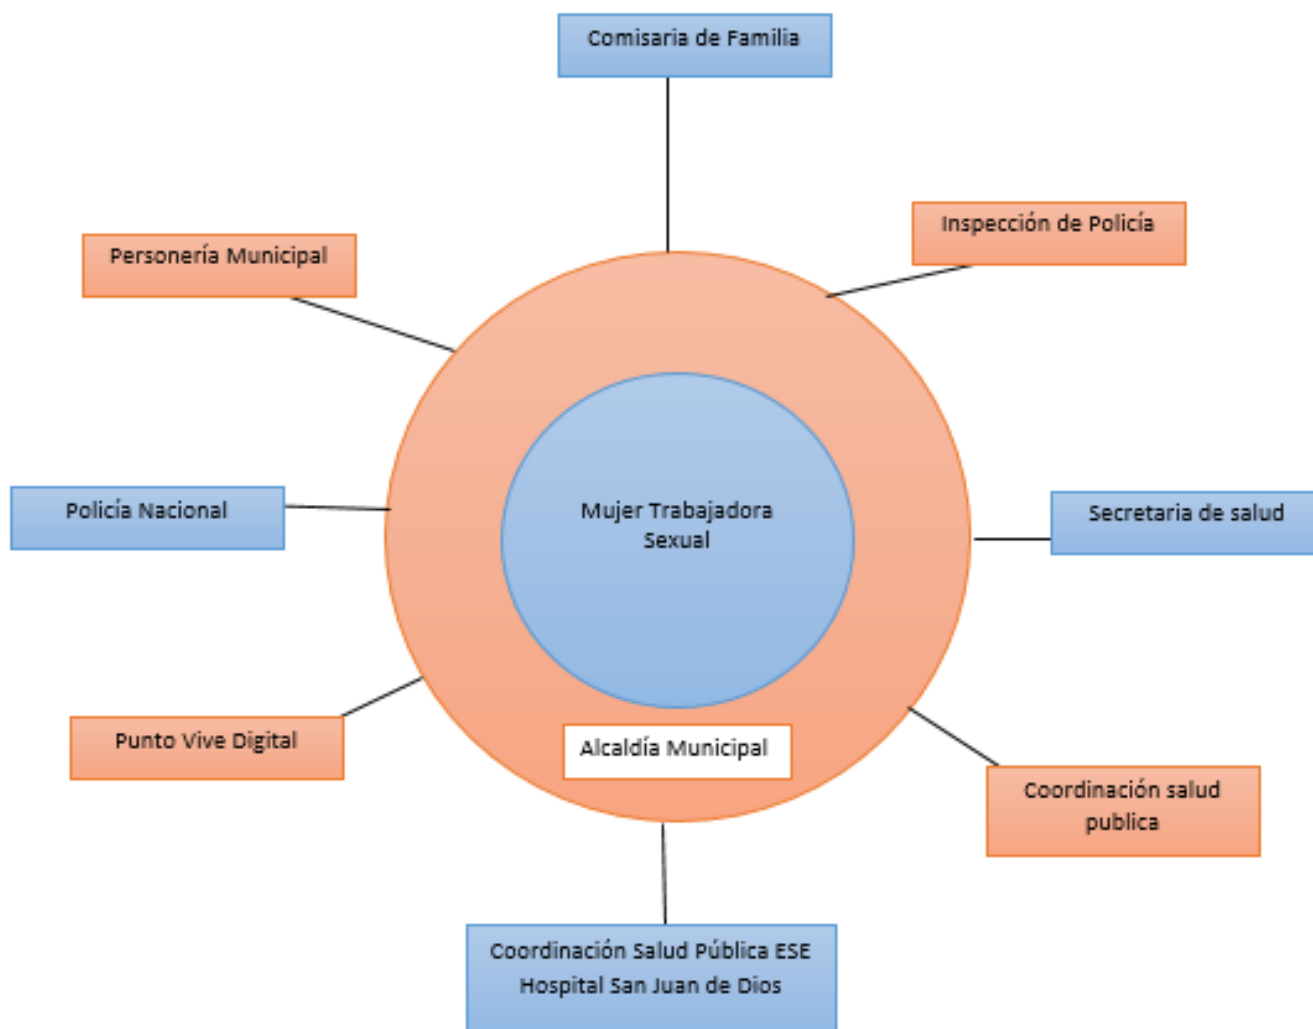 Comisaria de Familia
Inspección de Policía
Personería Municipal
Policía Nacional
Mujer Trabajadora
Sexual
Secretaria de salud
Punto Vive Digital
Alcaldía Municipal
Coordinación salud
publica
Coordinación Salud Pública ESE
Hospital San Juan de Dios